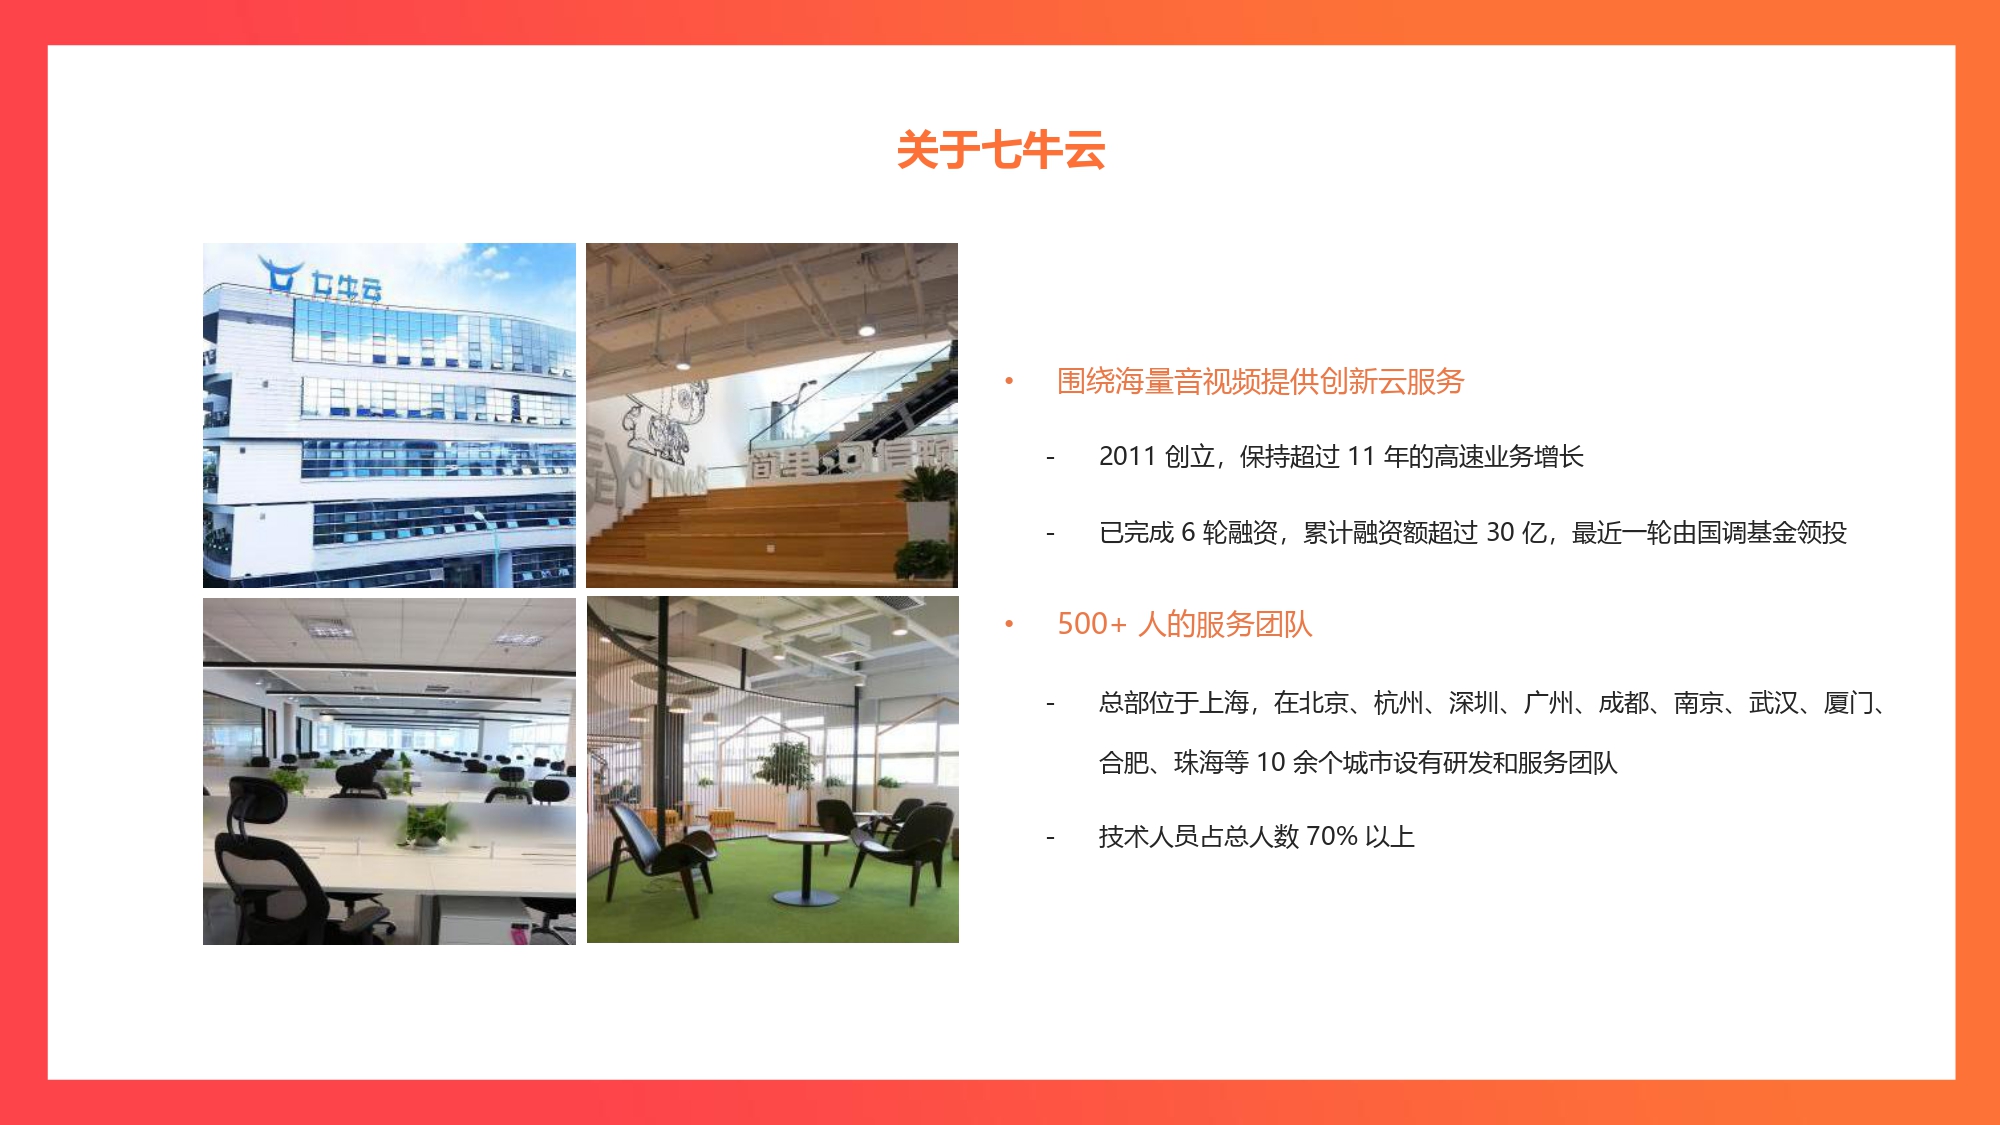 关于七牛云
七牛云
简单·可信赖
• 围绕海量音视频提供创新云服务
- 2011 创立，保持超过 11 年的高速业务增长
- 已完成 6 轮融资，累计融资额超过 30 亿，最近一轮由国调基金领投
• 500+ 人的服务团队
- 总部位于上海，在北京、杭州、深圳、广州、成都、南京、武汉、厦门、
合肥、珠海等 10 余个城市设有研发和服务团队
- 技术人员占总人数 70% 以上